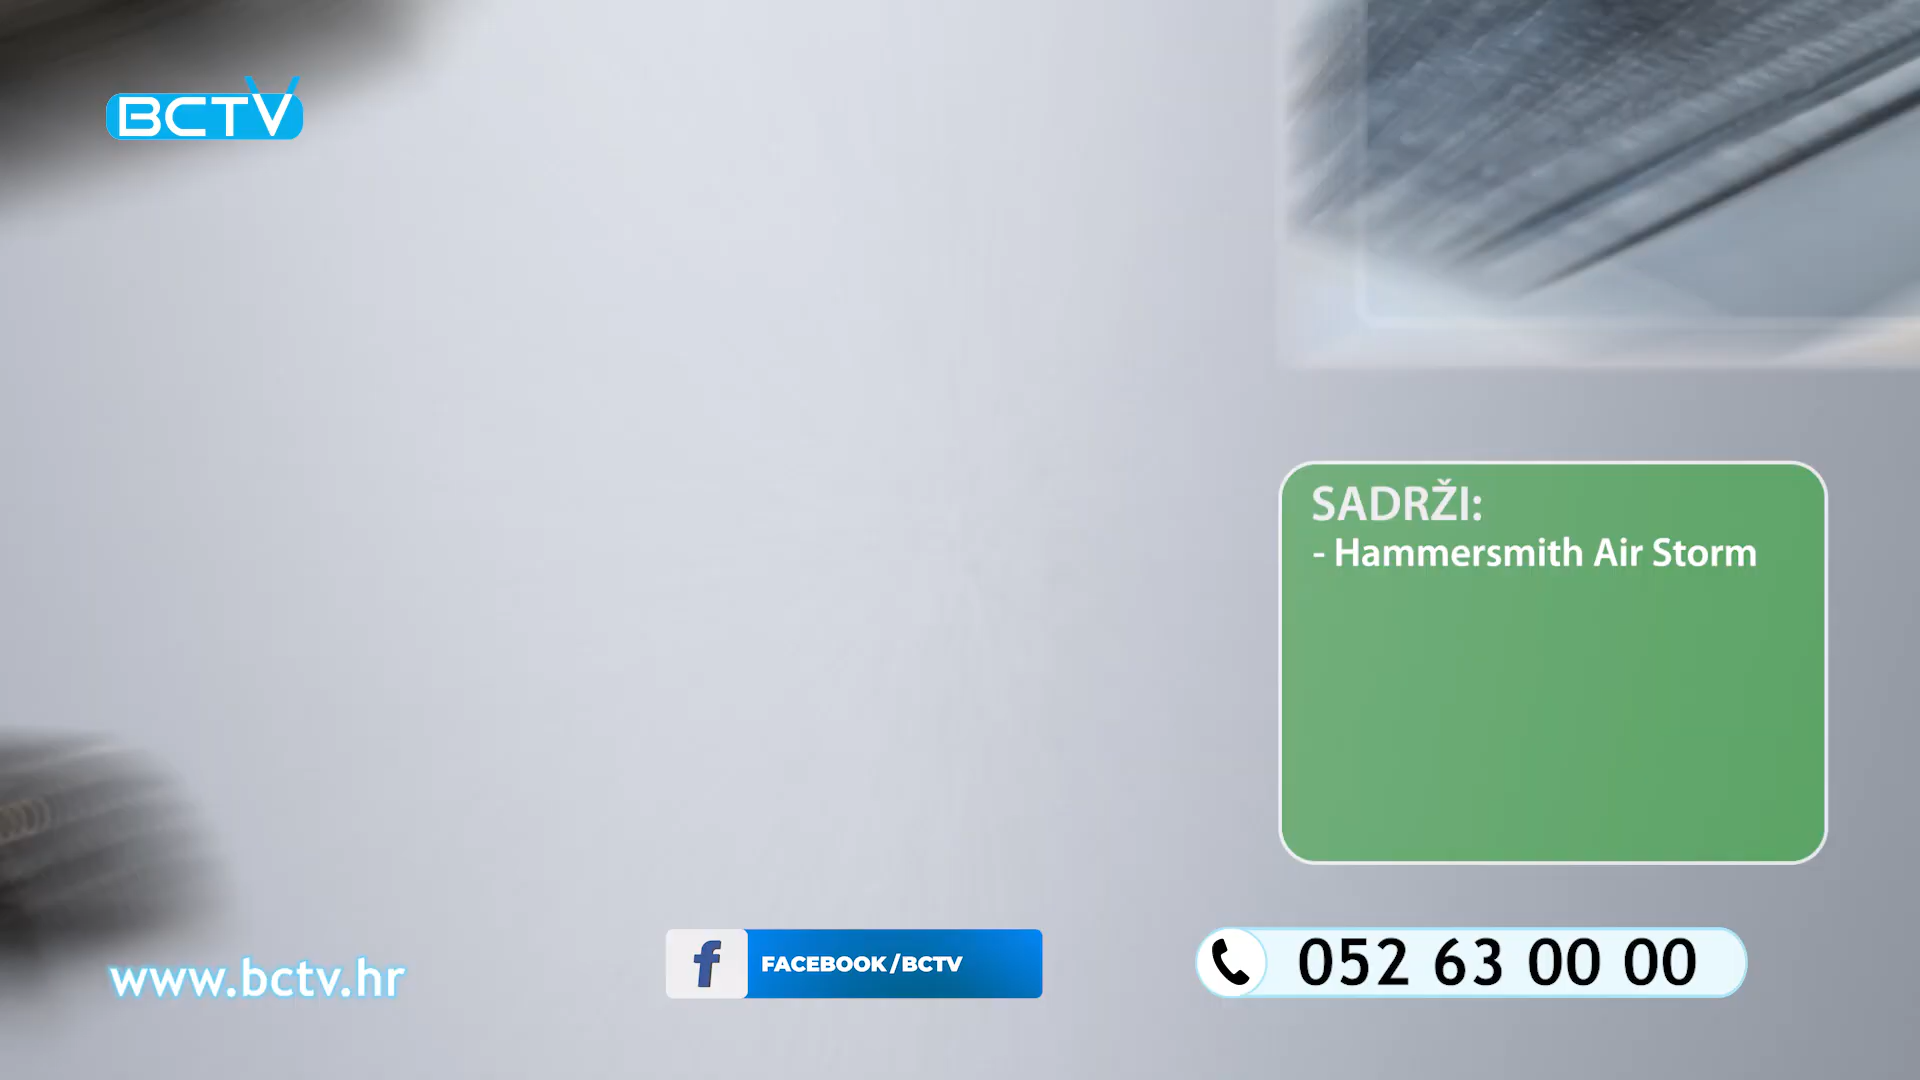 BCTV
SADRŽI:
- Hammersmith Air Storm
www.bctv.hr
FACEBOOK/BCTV
052 63 00 00